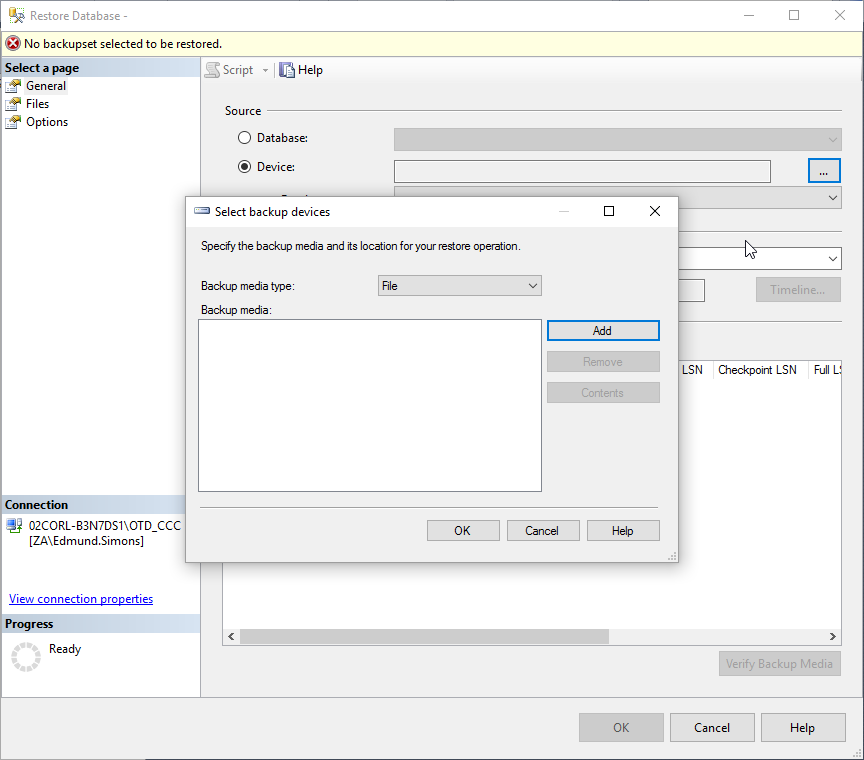 Restore Database -
No backupset selected to be restored.
Select a page
General
Files
Options
Script
Help
Source
Database:
Device:
...
Select backup devices
Specify the backup media and its location for your restore operation.
Backup media type:
File
Backup media:
Add
Remove
Contents
OK
Cancel
Help
Timeline...
LSN
Checkpoint LSN
Full LS
Connection
02CORL-B3N7DS1\OTD_CCC
[ZA\Edmund.Simons]
View connection properties
Progress
Ready
Verify Backup Media
OK
Cancel
Help